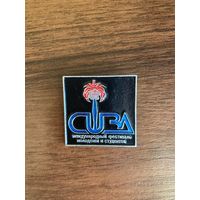 CUBA
международный фестиваль
молодежи и студентов